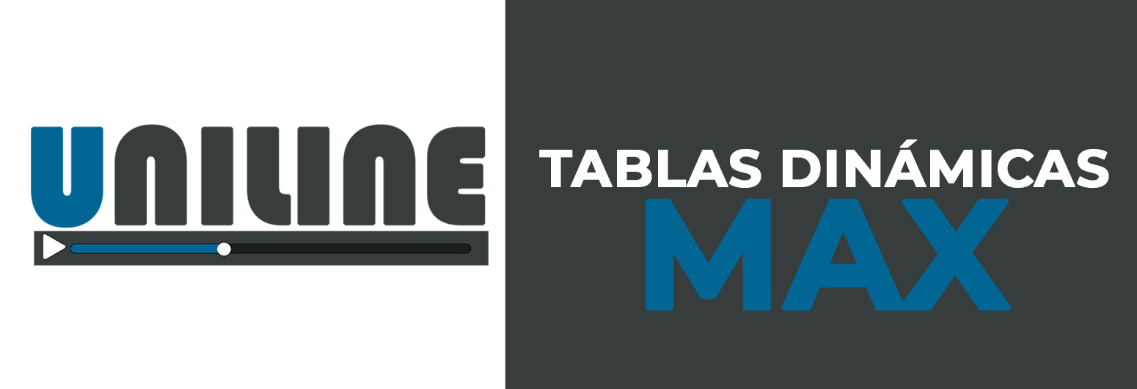 UNILINE
TABLAS DINÁMICAS
MAX